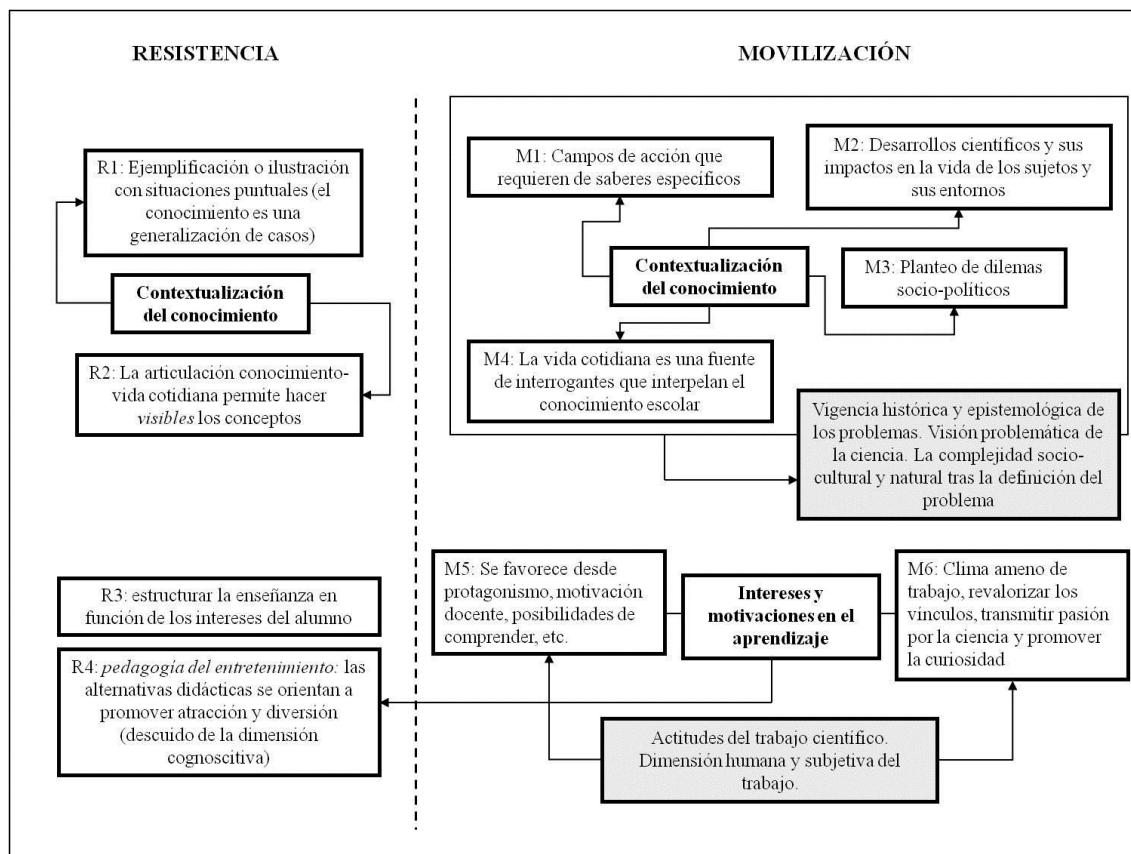 RESISTENCIA
MOVILIZACIÓN
R1: Ejemplificación o ilustración
con situaciones puntuales (el
conocimiento es una
generalización de casos)
Contextualización
del conocimiento
R2: La articulación conocimiento-
vida cotidiana permite hacer
visibles los conceptos
M1: Campos de acción que
requieren de saberes específicos
M2: Desarrollos científicos y sus
impactos en la vida de los sujetos y
sus entornos
Contextualización
del conocimiento
M3: Planteo de dilemas
socio-políticos
M4: La vida cotidiana es una fuente
de interrogantes que interpelan el
conocimiento escolar
Vigencia histórica y epistemológica de
los problemas. Visión problemática de
la ciencia. La complejidad socio-
cultural y natural tras la definición del
problema
R3: estructurar la enseñanza en
función de los intereses del alumno
R4: pedagogía del entretenimiento: las
alternativas didácticas se orientan a
promover atracción y diversión
(descuido de la dimensión
cognoscitiva)
M5: Se favorece desde
protagonismo, motivación
docente, posibilidades de
comprender, etc.
Intereses y
motivaciones en el
aprendizaje
M6: Clima ameno de
trabajo, revalorizar los
vínculos, transmitir pasión
por la ciencia y promover
la curiosidad
Actitudes del trabajo científico.
Dimensión humana y subjetiva del
trabajo.